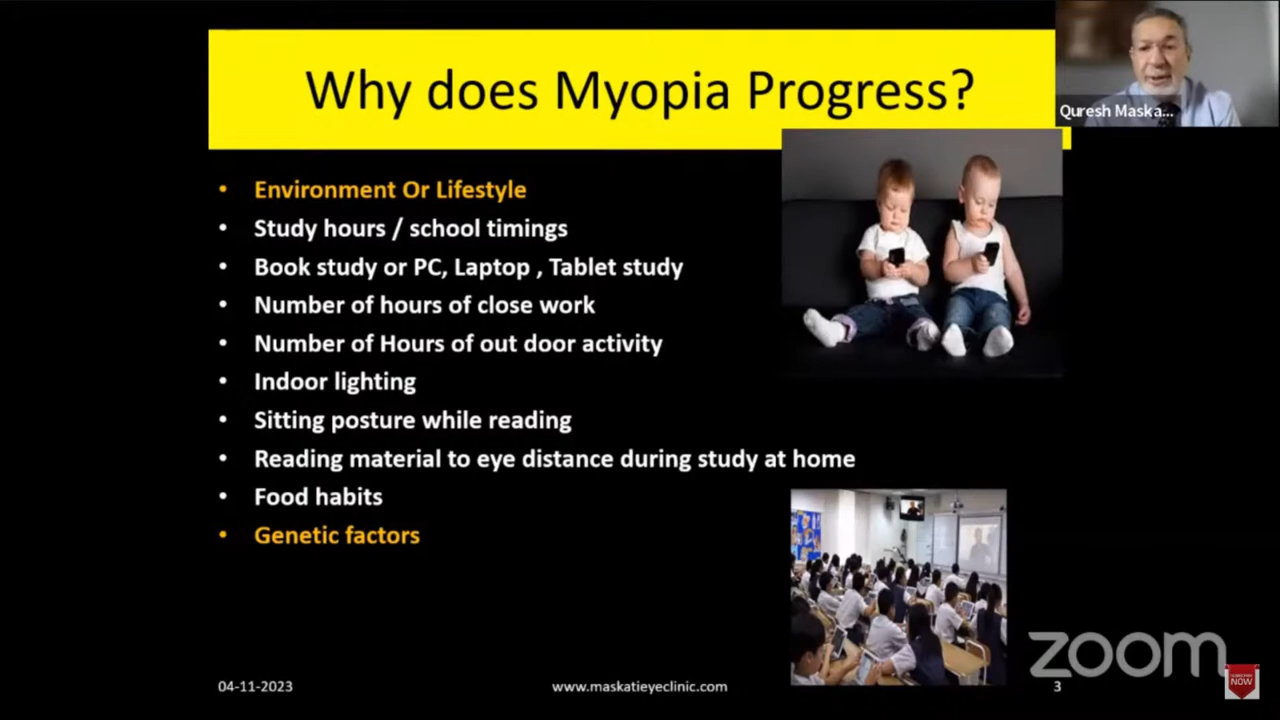 Why does Myopia Progress?
Quresh Maska...
• Environment Or Lifestyle
• Study hours / school timings
• Book study or PC, Laptop , Tablet study
• Number of hours of close work
• Number of Hours of out door activity
• Indoor lighting
• Sitting posture while reading
• Reading material to eye distance during study at home
• Food habits
• Genetic factors
zoom
SUBSCRIBE
NOW
04-11-2023
www.maskatieyeclinic.com
3